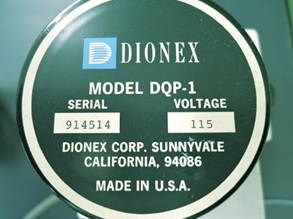 DIONEX
MODEL DQP-1
SERIAL VOLTAGE
914514 115
DIONEX CORP. SUNNYVALE
CALIFORNIA, 94086
MADE IN U.S.A.